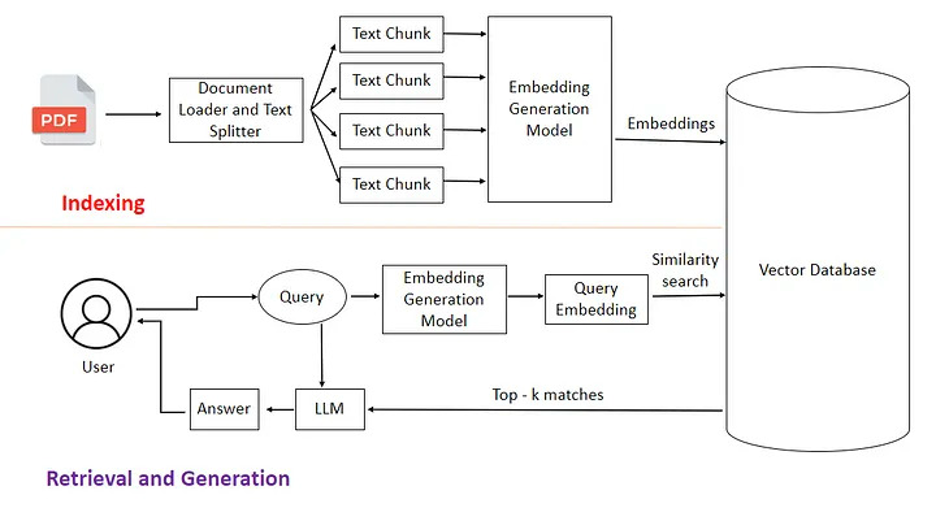 Text Chunk
Text Chunk
Text Chunk
Text Chunk
PDF
Document
Loader and Text
Splitter
Embedding
Generation
Model
Embeddings
Indexing
Vector Database
User
Query
Embedding
Generation
Model
Query
Embedding
Similarity
search
Top - k matches
LLM
Answer
Retrieval and Generation